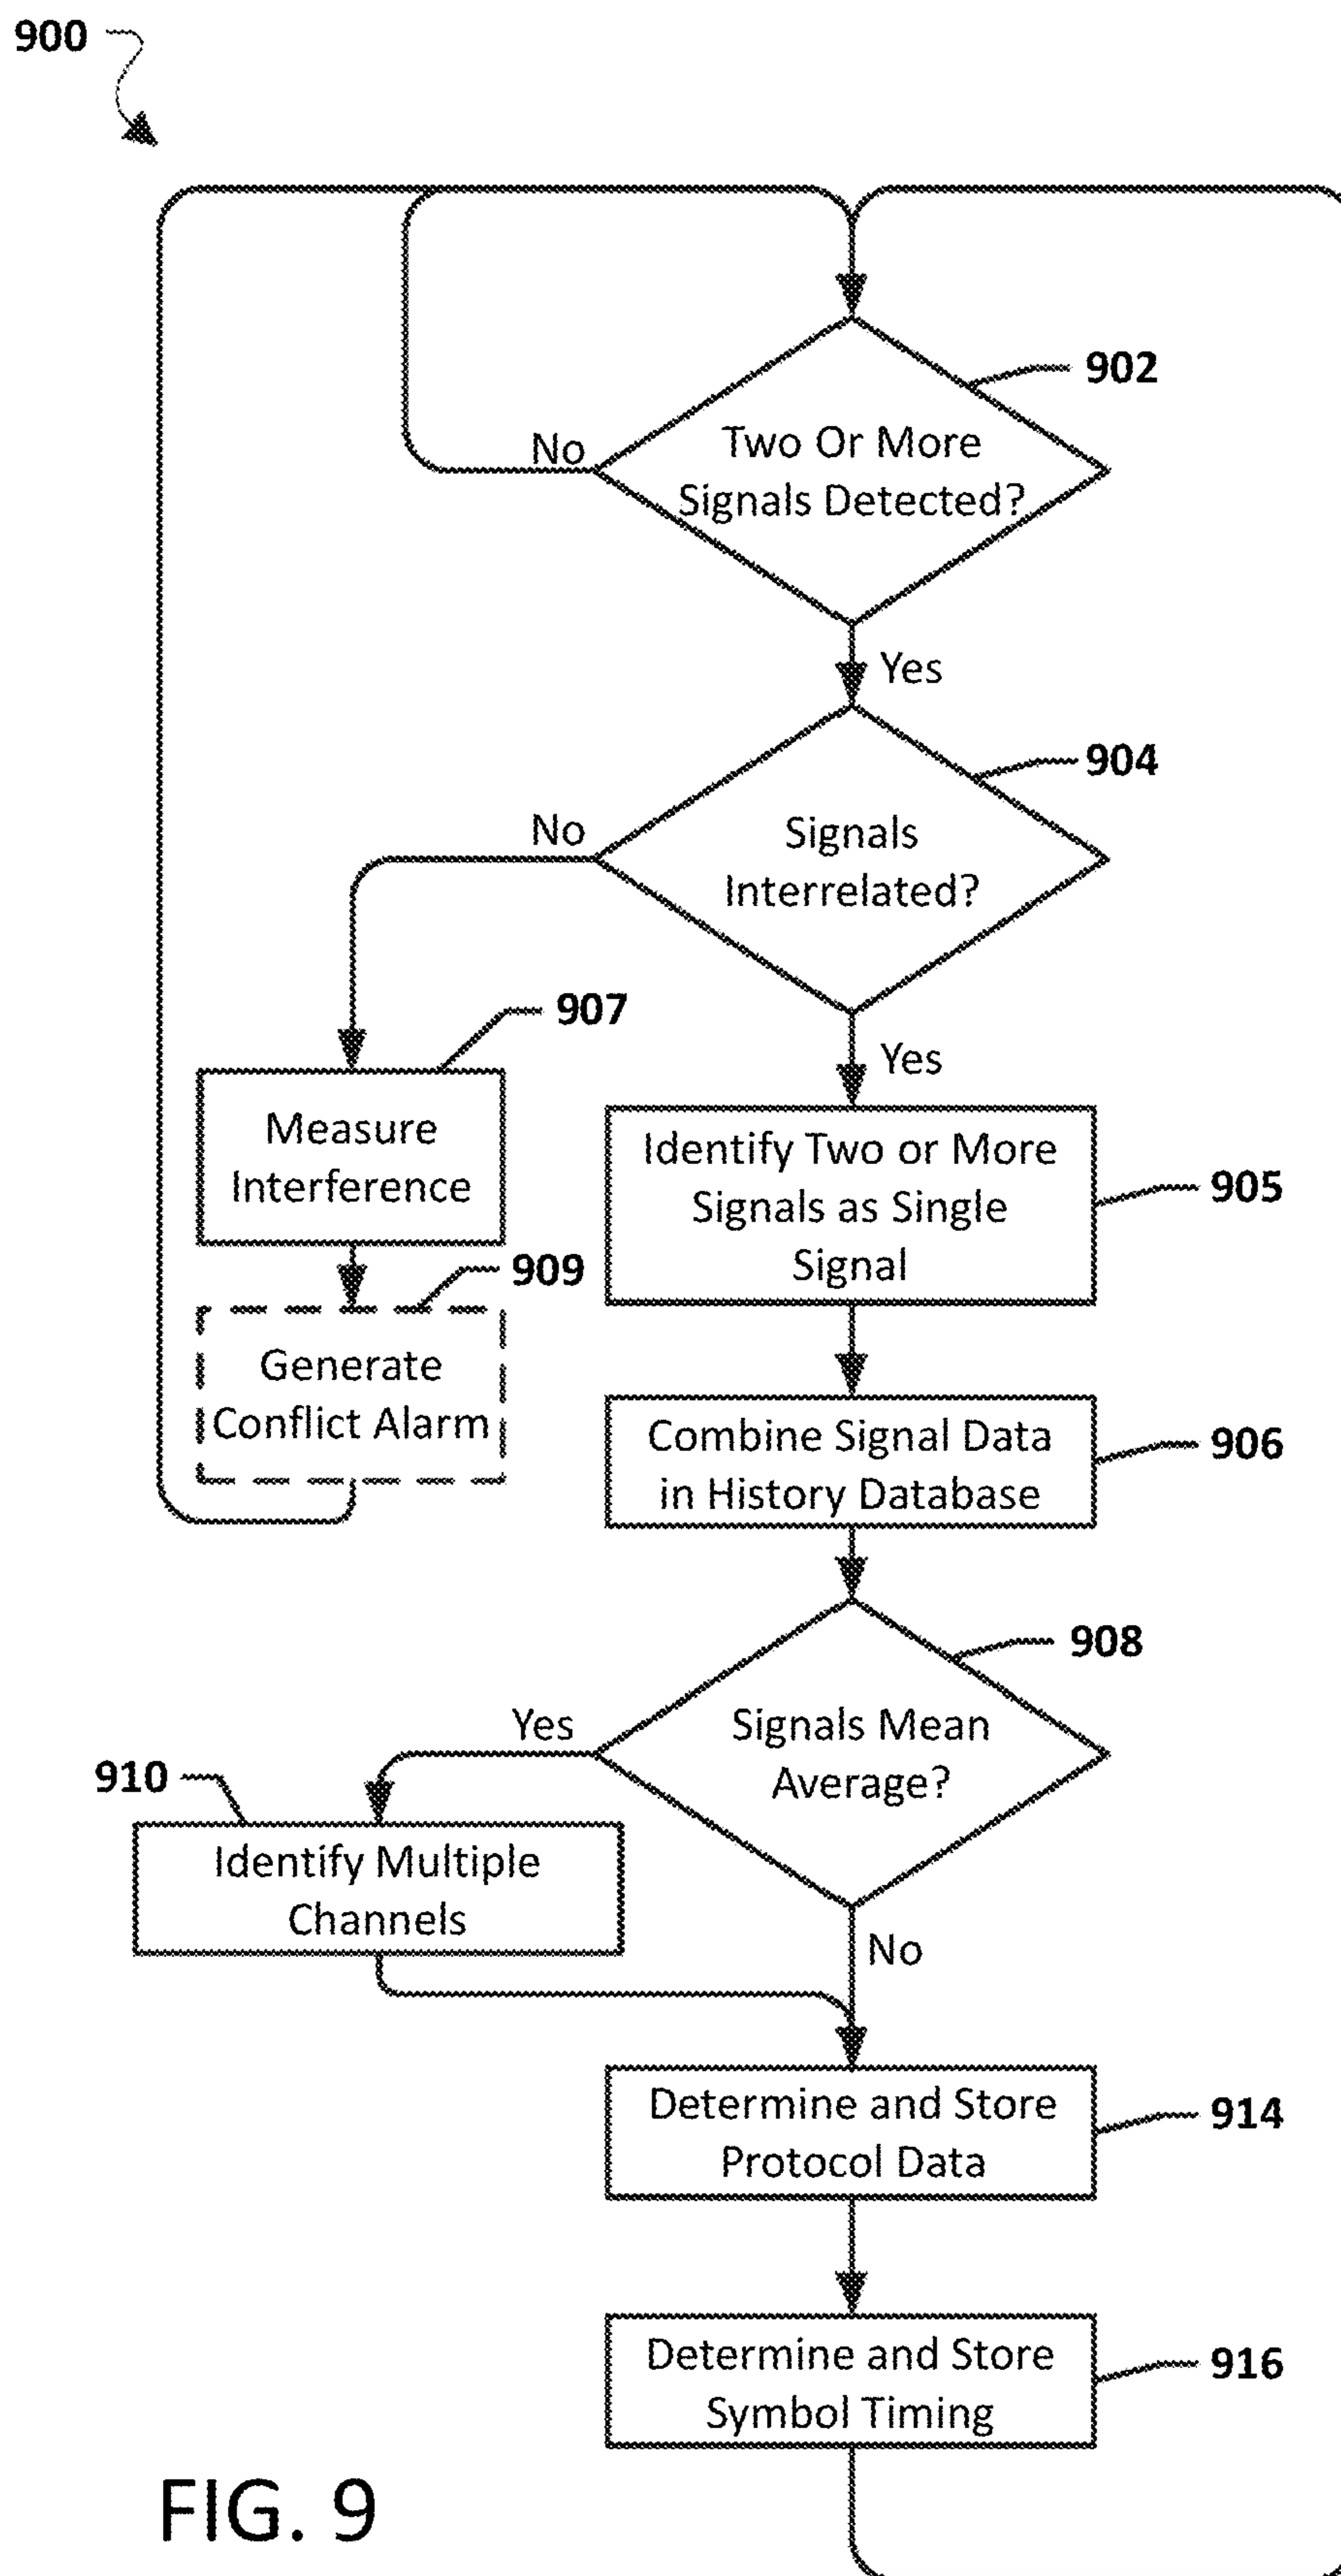 900
902
Two Or More
Signals Detected?
No
Yes
904
Signals
Interrelated?
No
Yes
907
Measure
Interference
905
Identify Two or More
Signals as Single
Signal
909
Generate
Conflict Alarm
906
Combine Signal Data
in History Database
908
Signals Mean
Average?
Yes
910
Identify Multiple
Channels
No
914
Determine and Store
Protocol Data
916
Determine and Store
Symbol Timing
FIG. 9